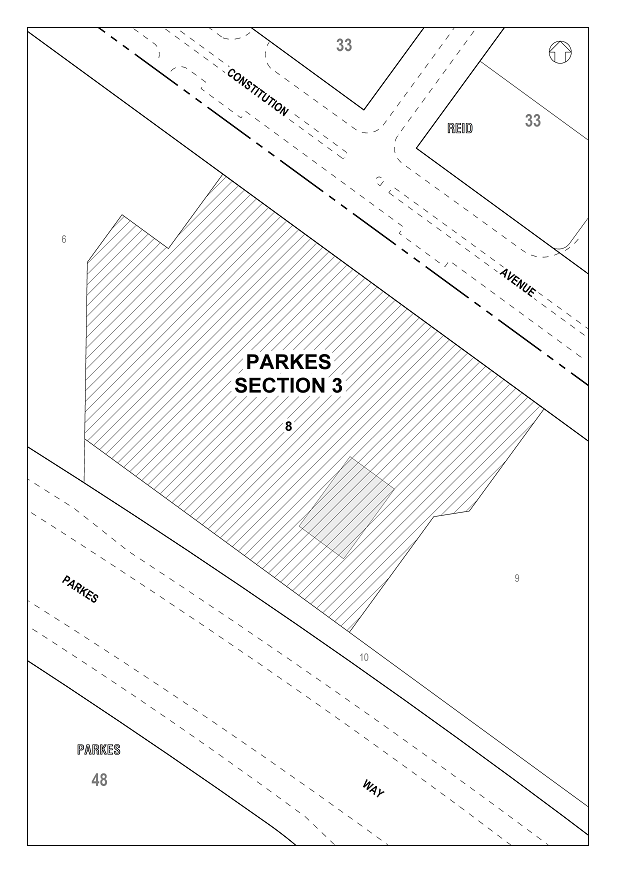 33
CONSTITUTION
REID
33
6
AVENUE
PARKES
SECTION 3
8
9
PARKES
10
PARKES
48
WAY